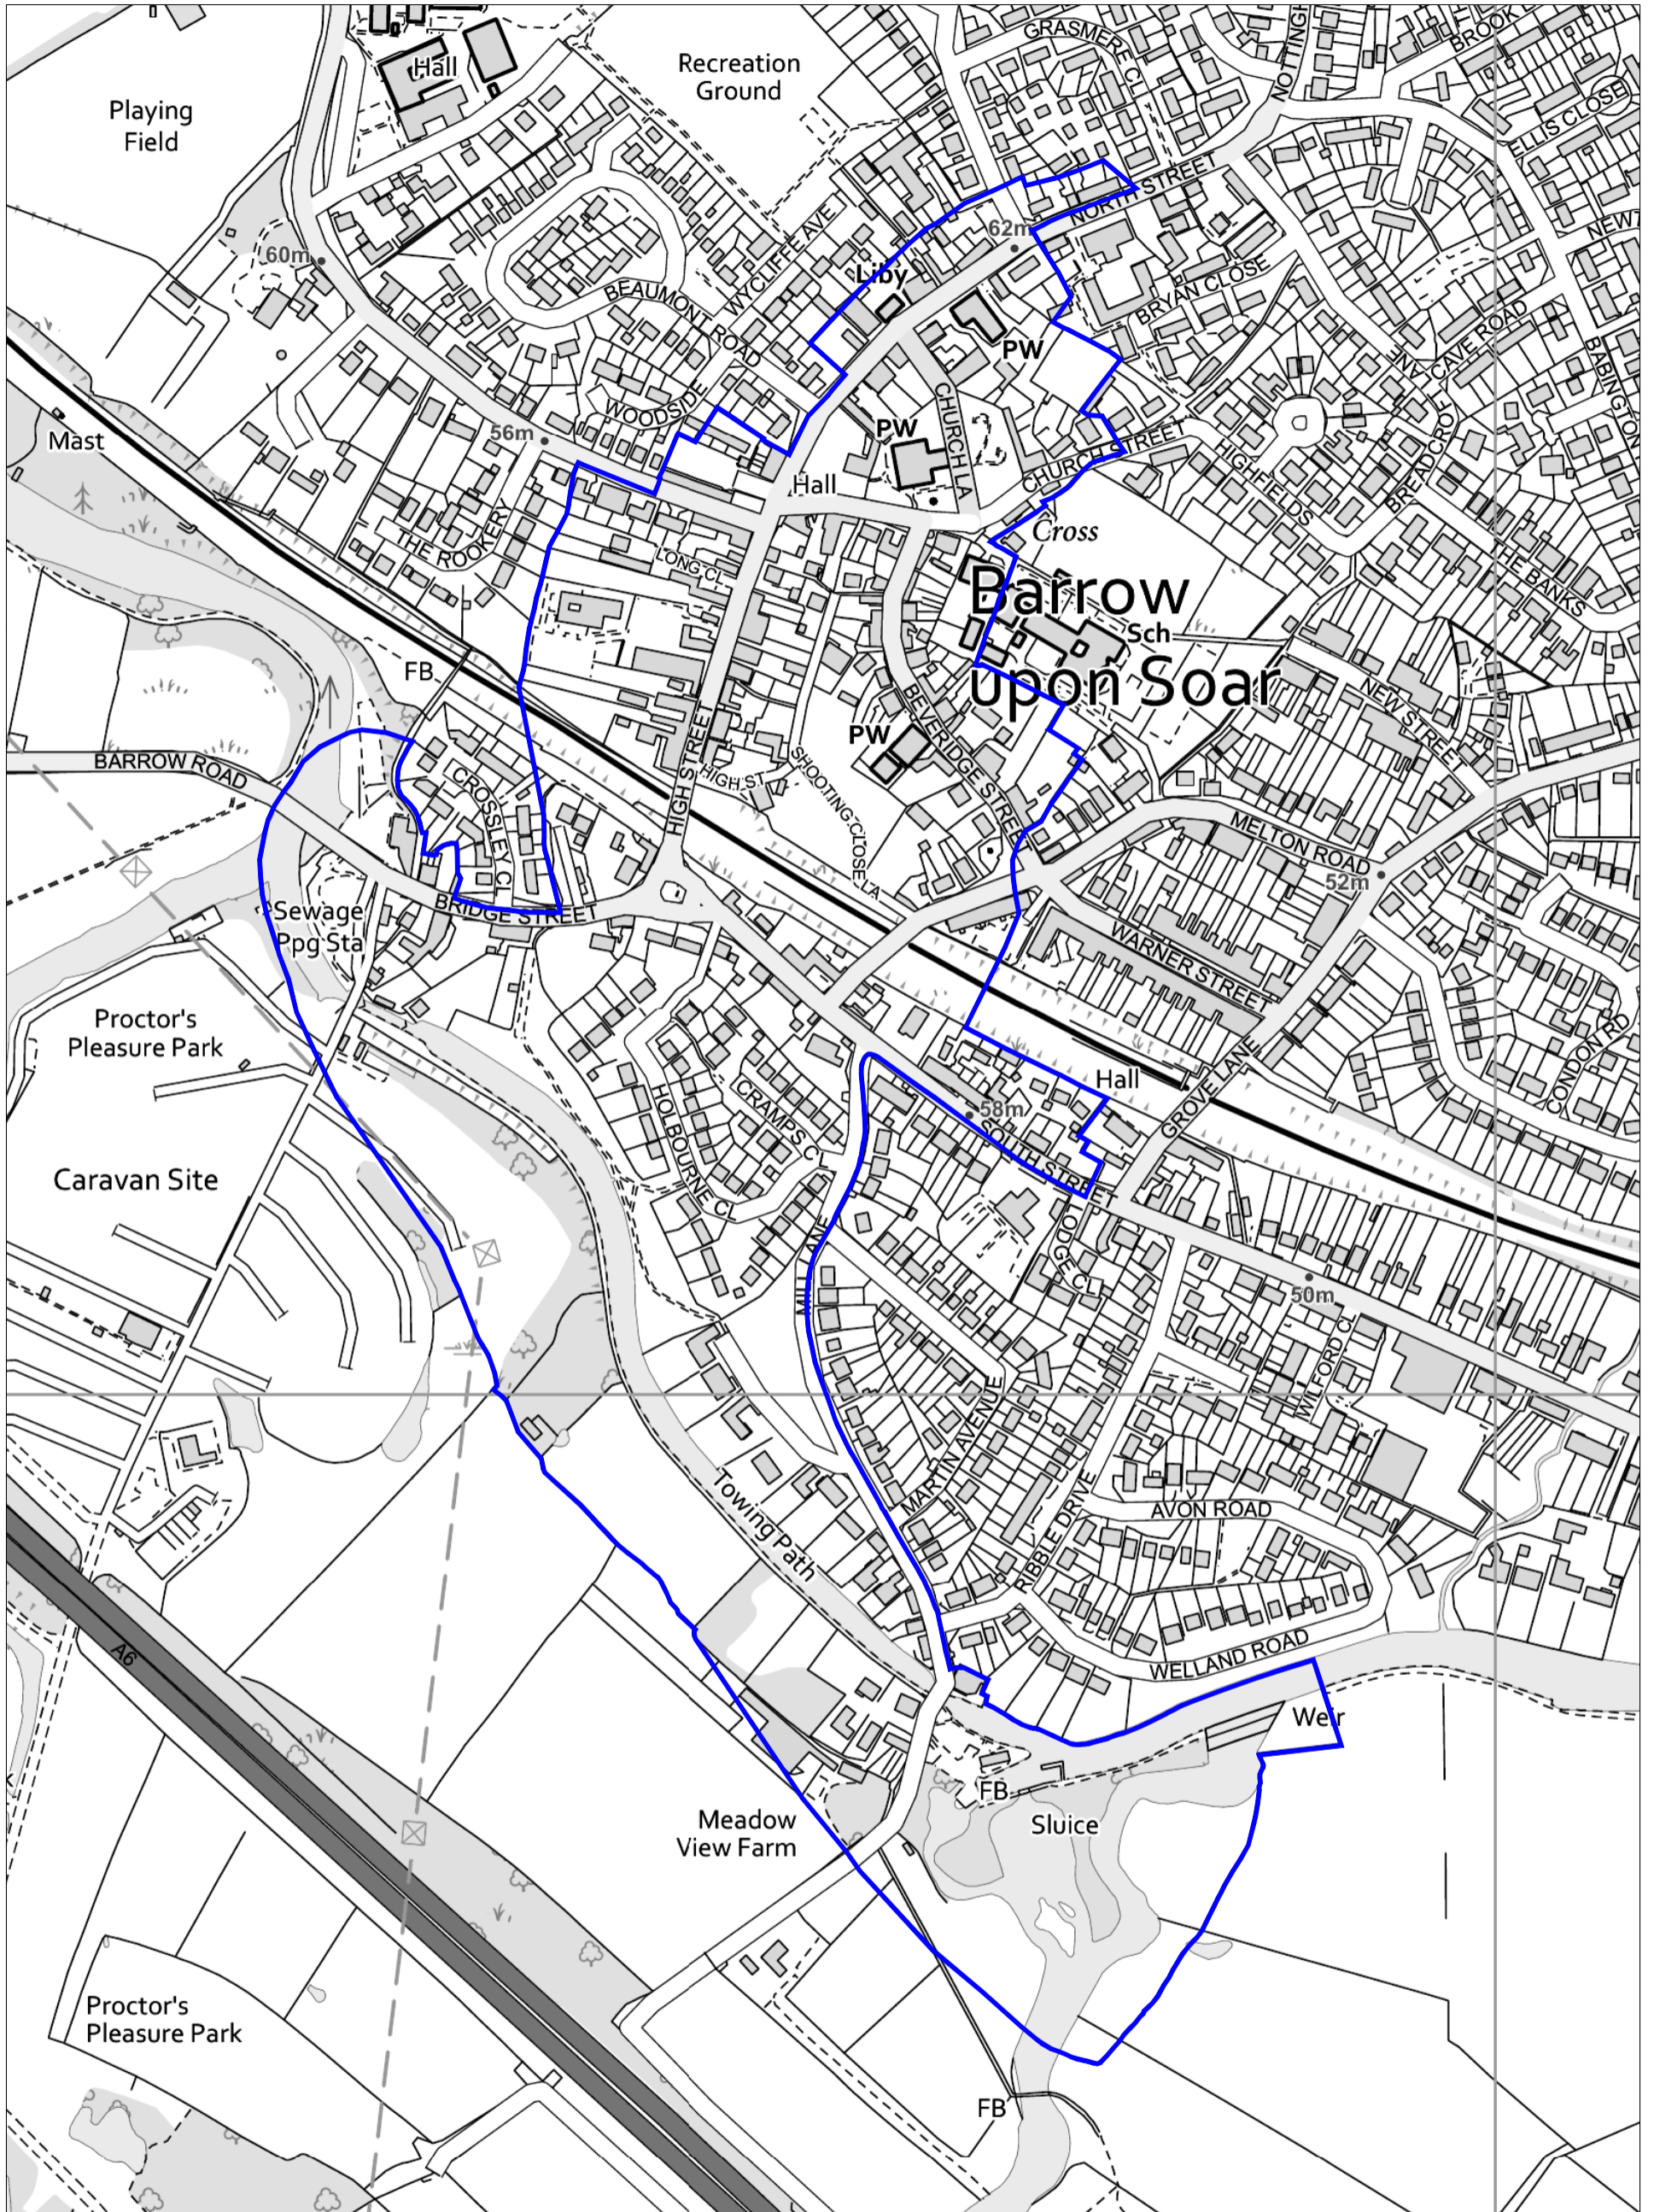 GRASMERE CL
NOTTINGH
BROOK
Hall
Recreation
Ground
Playing
Field
ELLIS CLOSE
NORTH STREET
WYCLIFFE AVE
NEWT
62m
60m
Liby
BRYAN CLOSE
BEAUMONT ROAD
CAVE ROAD
BABINGTON
PW
WOODSIDE
CHURCH LA
BREADCROFT LANE
PW
56m
Mast
CHURCH STREET
HIGHFIELDS
Hall
Cross
THE ROOKERY
LONG CL
THE BANKS
Barrow
upon Soar
Sch
FB
NEW STREET
BEVERIDGE STREET
PW
HIGH STREET
BARROW ROAD
HIGH ST
SHOOTING CLOSE LA
CROSSLEY CL
MELTON ROAD
52m
BRIDGE STREET
Sewage
Ppg Sta
WARNER STREET
Proctor's
Pleasure Park
CONDON RD
GROVE LANE
Hall
58m
HOLBOURNE CL
CRAMPS CL
SOUTH STREET
Caravan Site
LODGE CL
MILL LANE
50m
WILFORD CL
MARTIN AVENUE
Towing Path
RIBBLE DRIVE
AVON ROAD
A6
WELLAND ROAD
Weir
FB
Sluice
Meadow
View Farm
Proctor's
Pleasure Park
FB